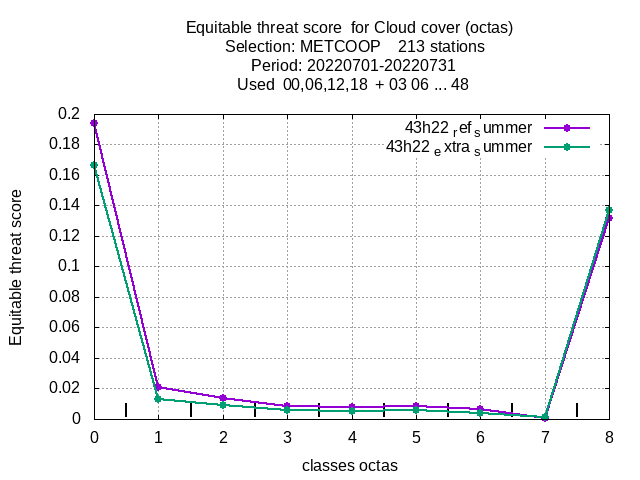 Equitable threat score for Cloud cover (octas)
Selection: METCOOP 213 stations
Period: 20220701-20220731
Used 00,06,12,18 + 03 06 ... 48
43h22 ref summer
43h22 extra summer
Equitable threat score
0.2
0.18
0.16
0.14
0.12
0.1
0.08
0.06
0.04
0.02
0
0 1 2 3 4 5 6 7 8
classes octas